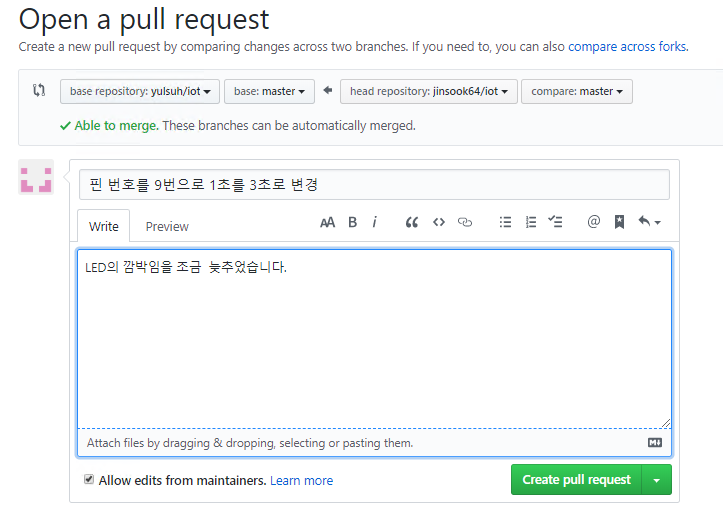 Open a pull request
Create a new pull request by comparing changes across two branches. If you need to, you can also compare across forks.
base repository: yulsuh/iot base: master head repository: jinsook64/iot compare: master
Able to merge. These branches can be automatically merged.
핀 번호를 9번으로 1초를 3초로 변경
Write Preview AA B i
LED의 깜박임을 조금 늦추었습니다.
Attach files by dragging & dropping, selecting or pasting them.
Allow edits from maintainers. Learn more Create pull request